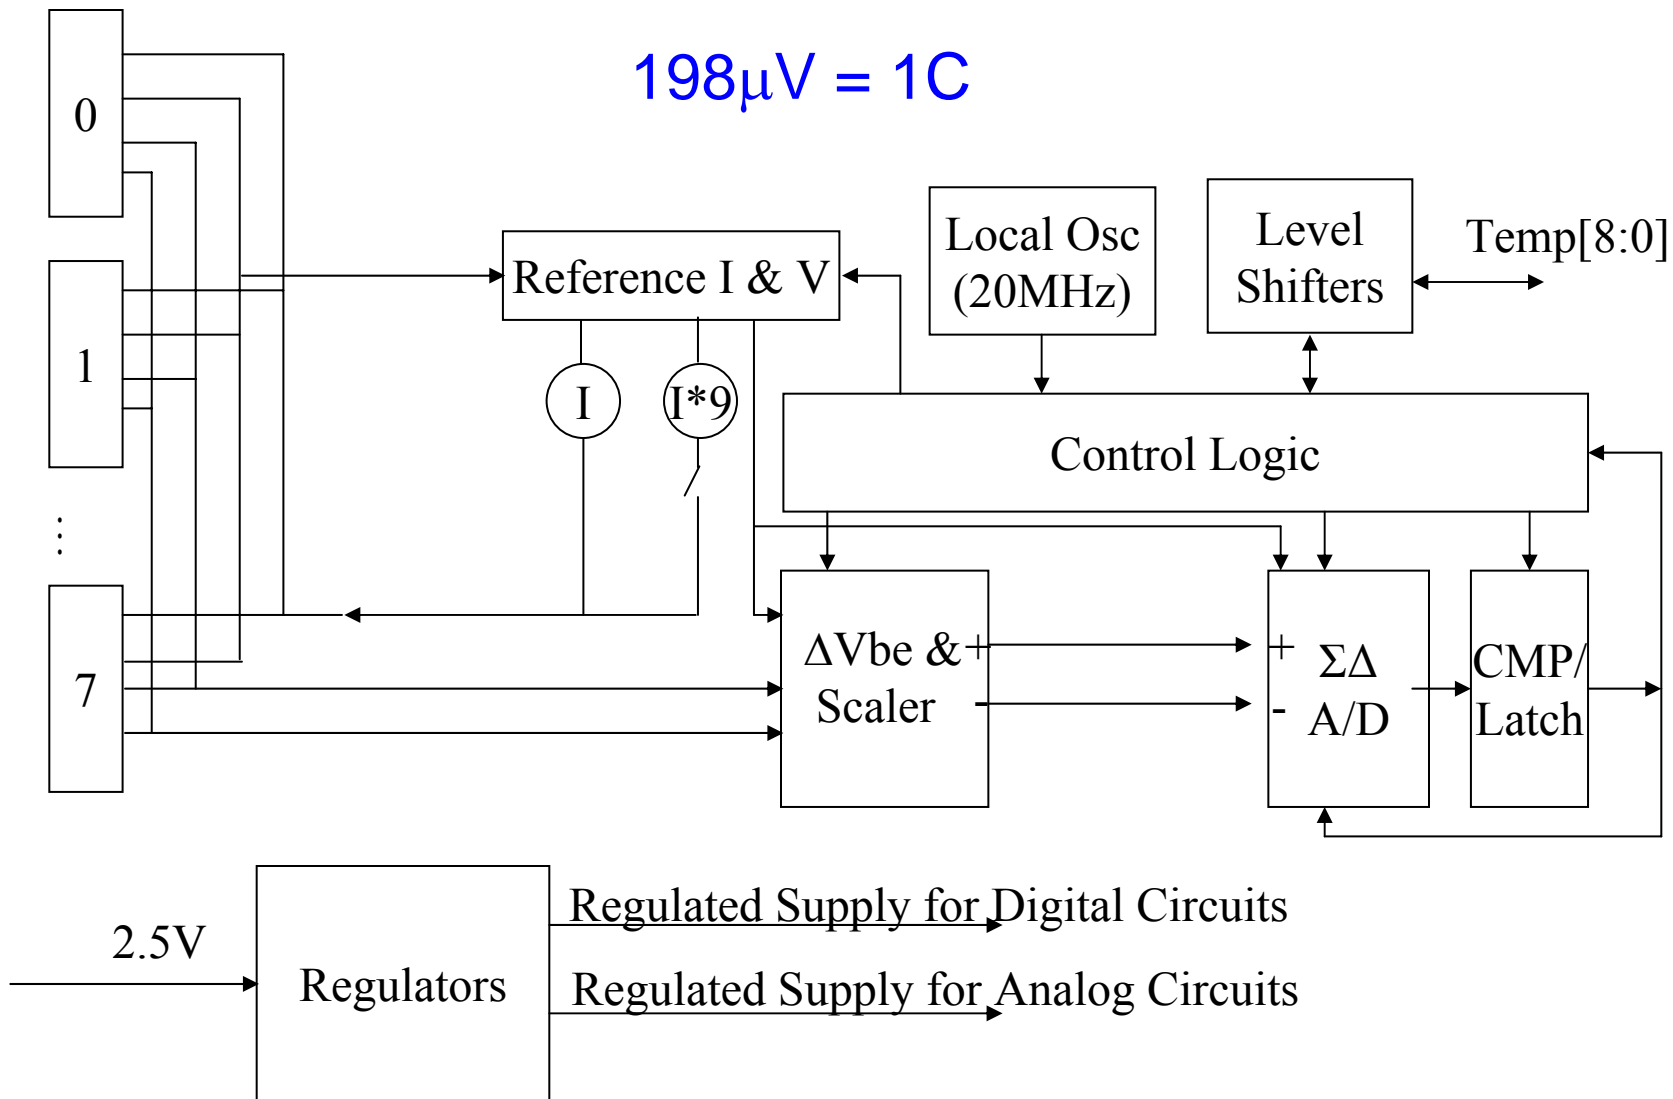 198μV = 1C
0
1
⋮
7
Reference I & V
I
I*9
Local Osc
(20MHz)
Level
Shifters
Temp[8:0]
Control Logic
ΔVbe &
Scaler
+
-
+
-
ΣΔ
A/D
CMP/
Latch
2.5V
Regulators
Regulated Supply for Digital Circuits
Regulated Supply for Analog Circuits